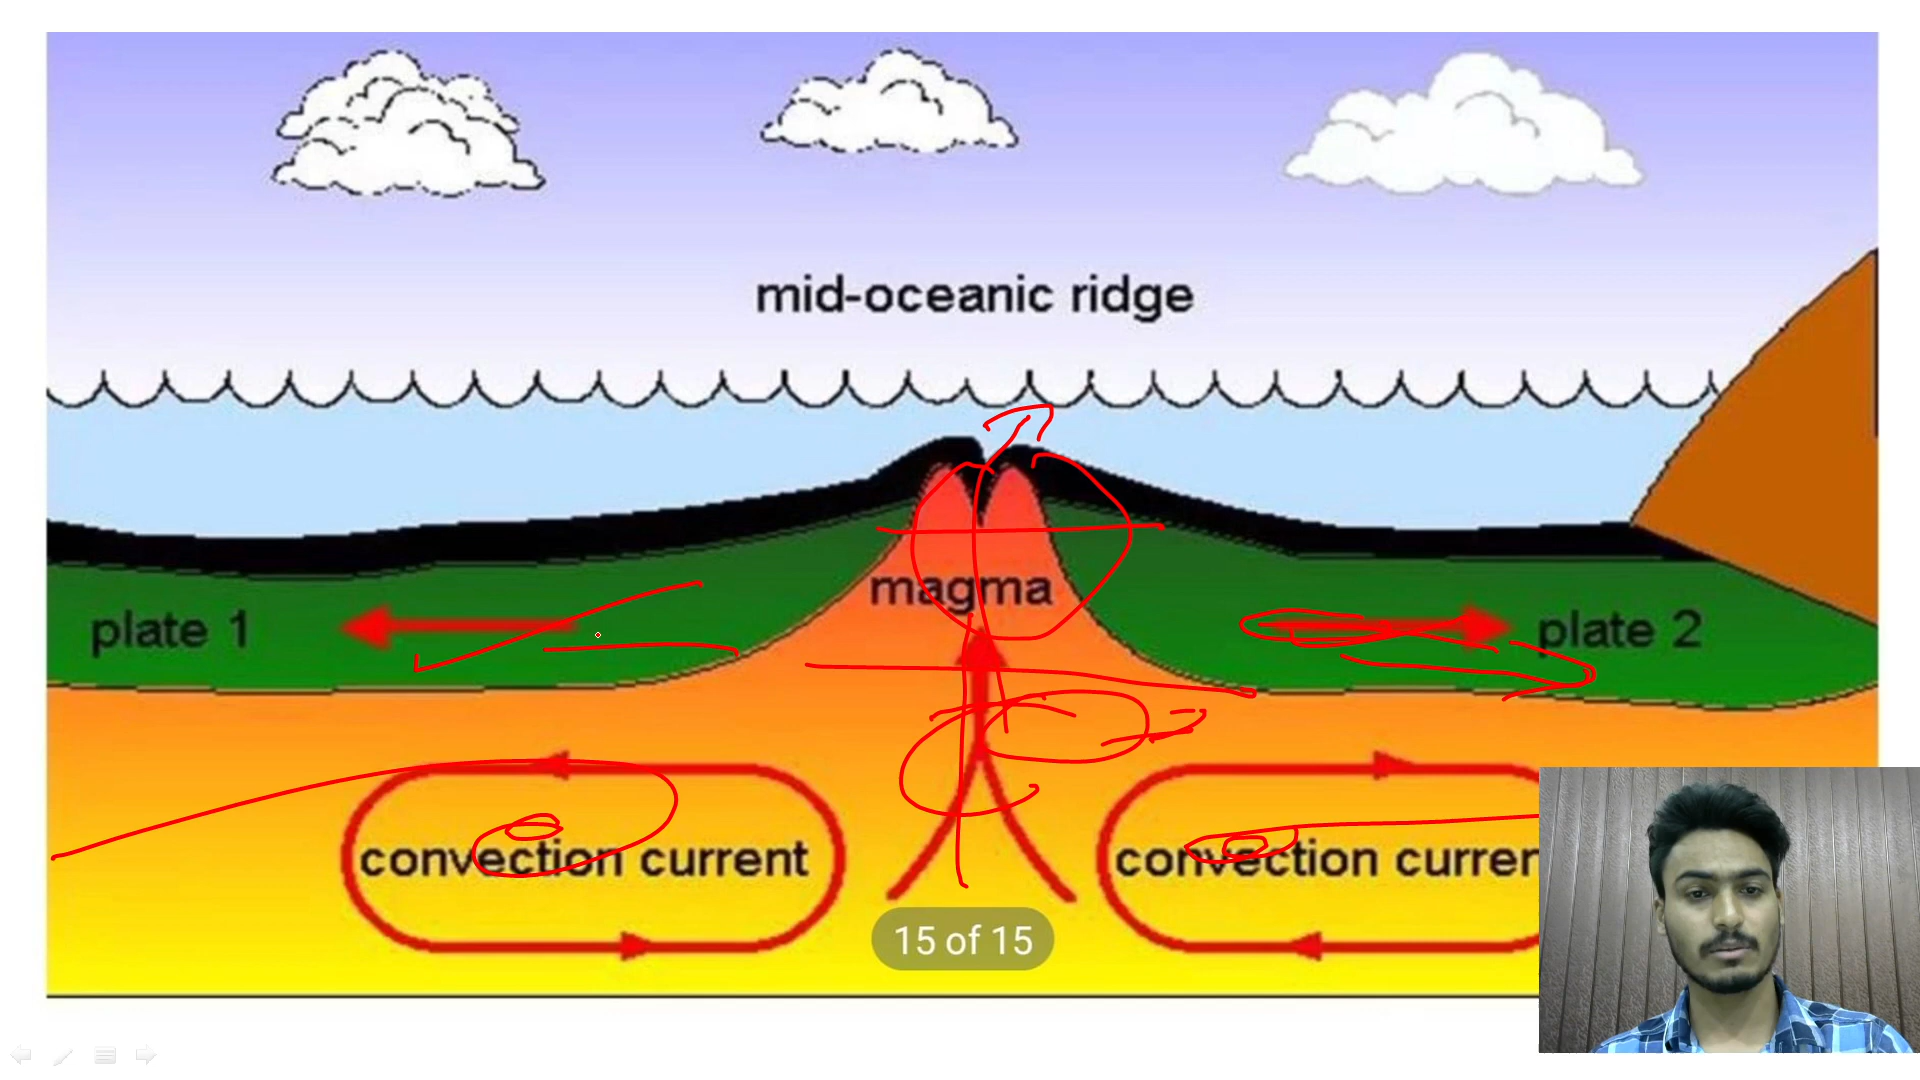 mid-oceanic ridge
magma
plate 1
plate 2
convection current
convection curren
15 of 15